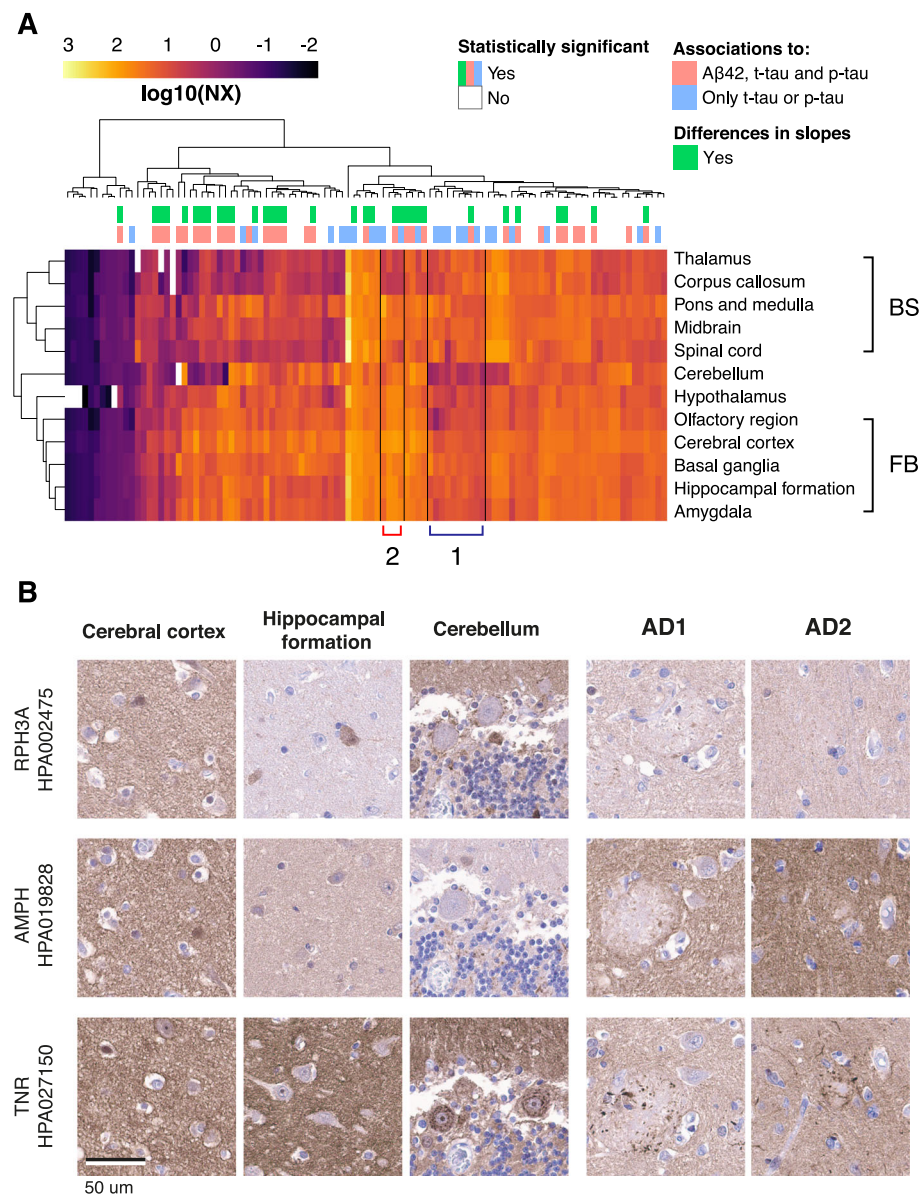 A
3 2 1 0 -1 -2
log10(NX)
Statistically significant
Yes
No
Associations to:
Aβ42, t-tau and p-tau
Only t-tau or p-tau
Differences in slopes
Yes
Thalamus
Corpus callosum
Pons and medulla
Midbrain
Spinal cord
Cerebellum
Hypothalamus
Olfactory region
Cerebral cortex
Basal ganglia
Hippocampal formation
Amygdala
BS
FB
2 1
B
Cerebral cortex
Hippocampal
formation
Cerebellum
AD1
AD2
RPH3A
HPA002475
AMPH
HPA019828
TNR
HPA027150
50 um